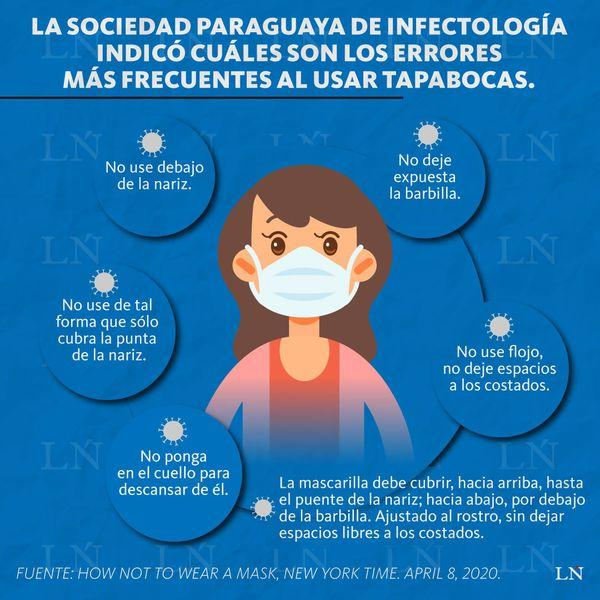 LA SOCIEDAD PARAGUAYA DE INFECTOLOGÍA
INDICÓ CUÁLES SON LOS ERRORES
MÁS FRECUENTES AL USAR TAPABOCAS.
No use debajo
de la nariz.
No deje
expuesta
la barbilla.
No use de tal
forma que sólo
cubra la punta
de la nariz.
No use flojo,
no deje espacios
a los costados.
No ponga
en el cuello para
descansar de él.
La mascarilla debe cubrir, hacia arriba, hasta
el puente de la nariz; hacia abajo, por debajo
de la barbilla. Ajustado al rostro, sin dejar
espacios libres a los costados.
FUENTE: HOW NOT TO WEAR A MASK, NEW YORK TIME. APRIL 8, 2020.
LŃ